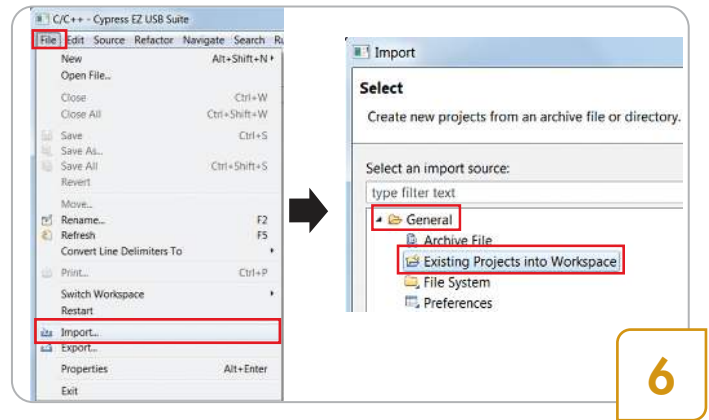 C/C++ - Cypress EZ USB Suite
File Edit Source Refactor Navigate Search
New Alt+Shift+N
Open File...
Close Ctrl+W
Close All Ctrl+Shift+W
Save Ctrl+S
Save As...
Save All Ctrl+Shift+S
Revert
Move...
Rename... F2
Refresh F5
Convert Line Delimiters To
Print... Ctrl+P
Switch Workspace
Restart
Import...
Export...
Properties Alt+Enter
Exit
Import
Select
Create new projects from an archive file or directory.
Select an import source:
type filter text
General
Archive File
Existing Projects into Workspace
File System
Preferences
6